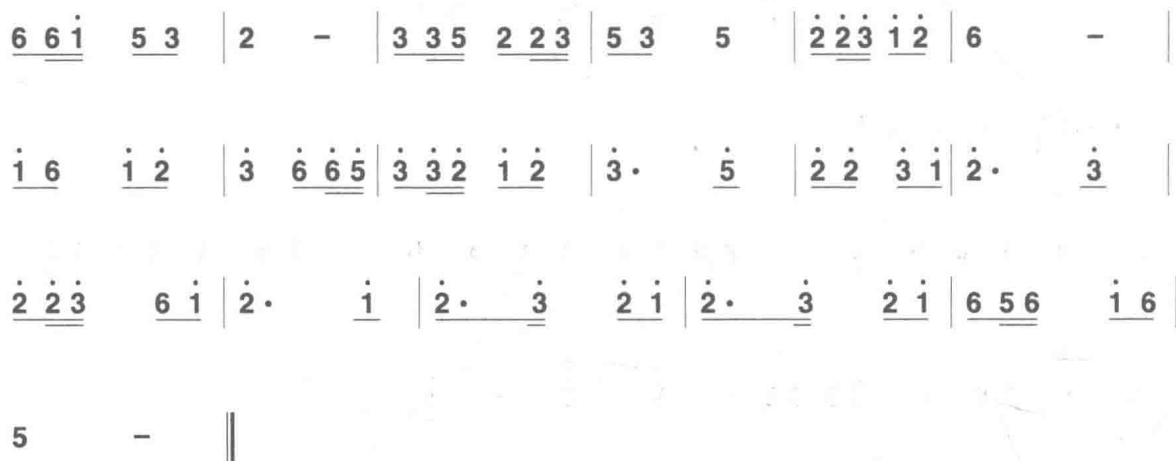 6 6 i̇ 5 3 | 2 – | 3 3 5 2 2 3 | 5 3 5 | 2̇ 2̇ 3̇ 1̇ 2̇ | 6 – |
1̇ 6 1̇ 2̇ | 3̇ 6̇ 6̇ 5̇ | 3̇ 3̇ 2̇ 1̇ 2̇ | 3̇ · 5̇ | 2̇ 2̇ 3̇ 1̇ | 2̇ · 3̇ |
2̇ 2̇ 3̇ 6 1̇ | 2̇ · 1̇ | 2̇ · 3̇ 2̇ 1̇ | 2̇ · 3̇ 2̇ 1̇ | 6 5 6 1̇ 6 |
5 – ‖